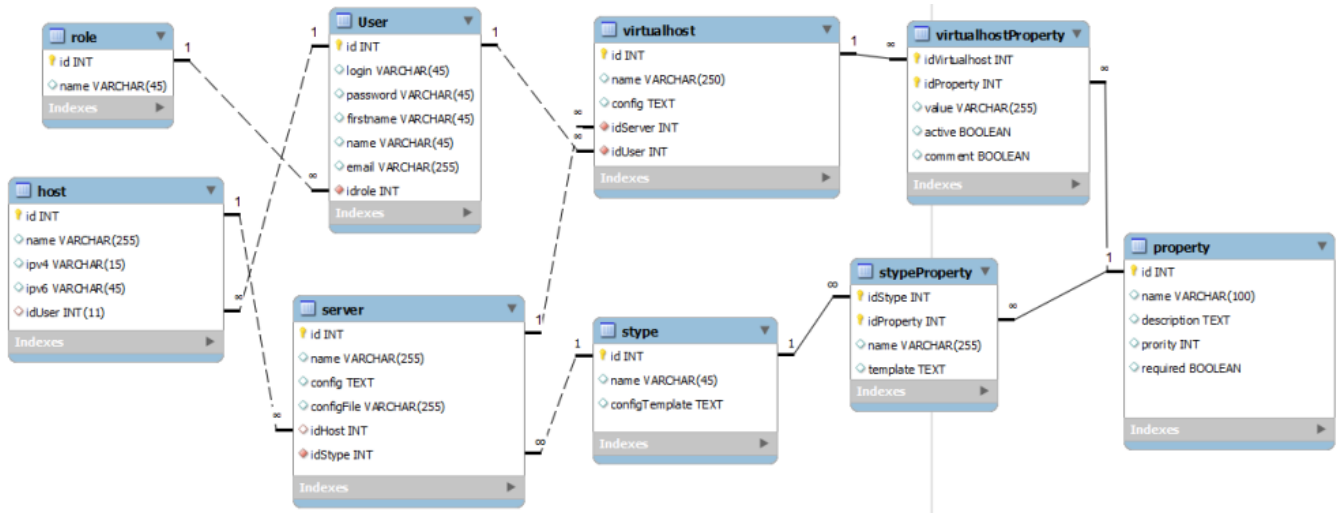 role
id INT
name VARCHAR(45)
Indexes
User
id INT
login VARCHAR(45)
password VARCHAR(45)
firstname VARCHAR(45)
name VARCHAR(45)
email VARCHAR(255)
idrole INT
Indexes
virtualhost
id INT
name VARCHAR(250)
config TEXT
idServer INT
idUser INT
Indexes
virtualhostProperty
idVirtualhost INT
idProperty INT
value VARCHAR(255)
active BOOLEAN
comment BOOLEAN
Indexes
host
id INT
name VARCHAR(255)
ipv4 VARCHAR(15)
ipv6 VARCHAR(45)
idUser INT(11)
Indexes
server
id INT
name VARCHAR(255)
config TEXT
configFile VARCHAR(255)
idHost INT
idStype INT
Indexes
stype
id INT
name VARCHAR(45)
configTemplate TEXT
Indexes
stypeProperty
idStype INT
idProperty INT
name VARCHAR(255)
template TEXT
Indexes
property
id INT
name VARCHAR(100)
description TEXT
prority INT
required BOOLEAN
Indexes
1
∞
1
∞
1
∞
1
∞
1
∞
1
∞
1
∞
1
∞
1
∞
∞